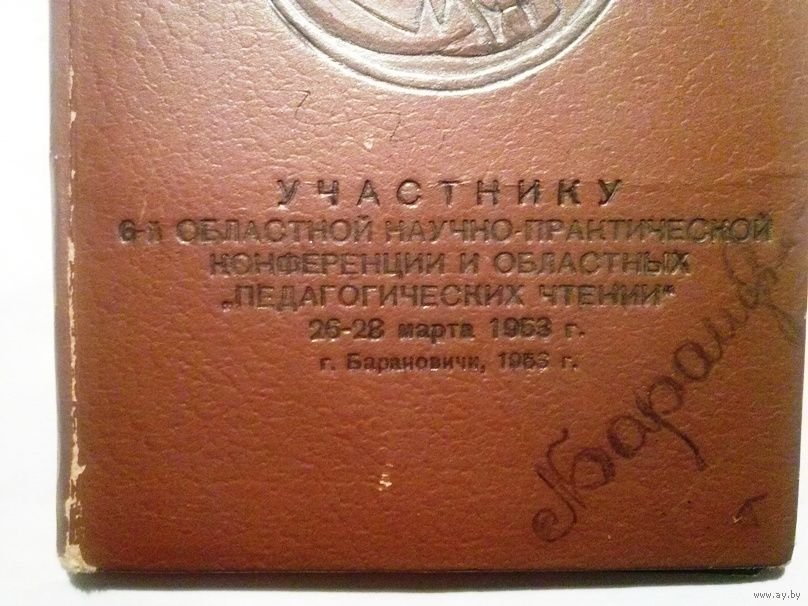 УЧАСТНИКУ
6-й ОБЛАСТНОЙ НАУЧНО-ПРАКТИЧЕСКОЙ
КОНФЕРЕНЦИИ И ОБЛАСТНЫХ
„ПЕДАГОГИЧЕСКИХ ЧТЕНИЙ“
26-28 марта 1953 г.
г. Барановичи, 1953 г.
www.ay.by